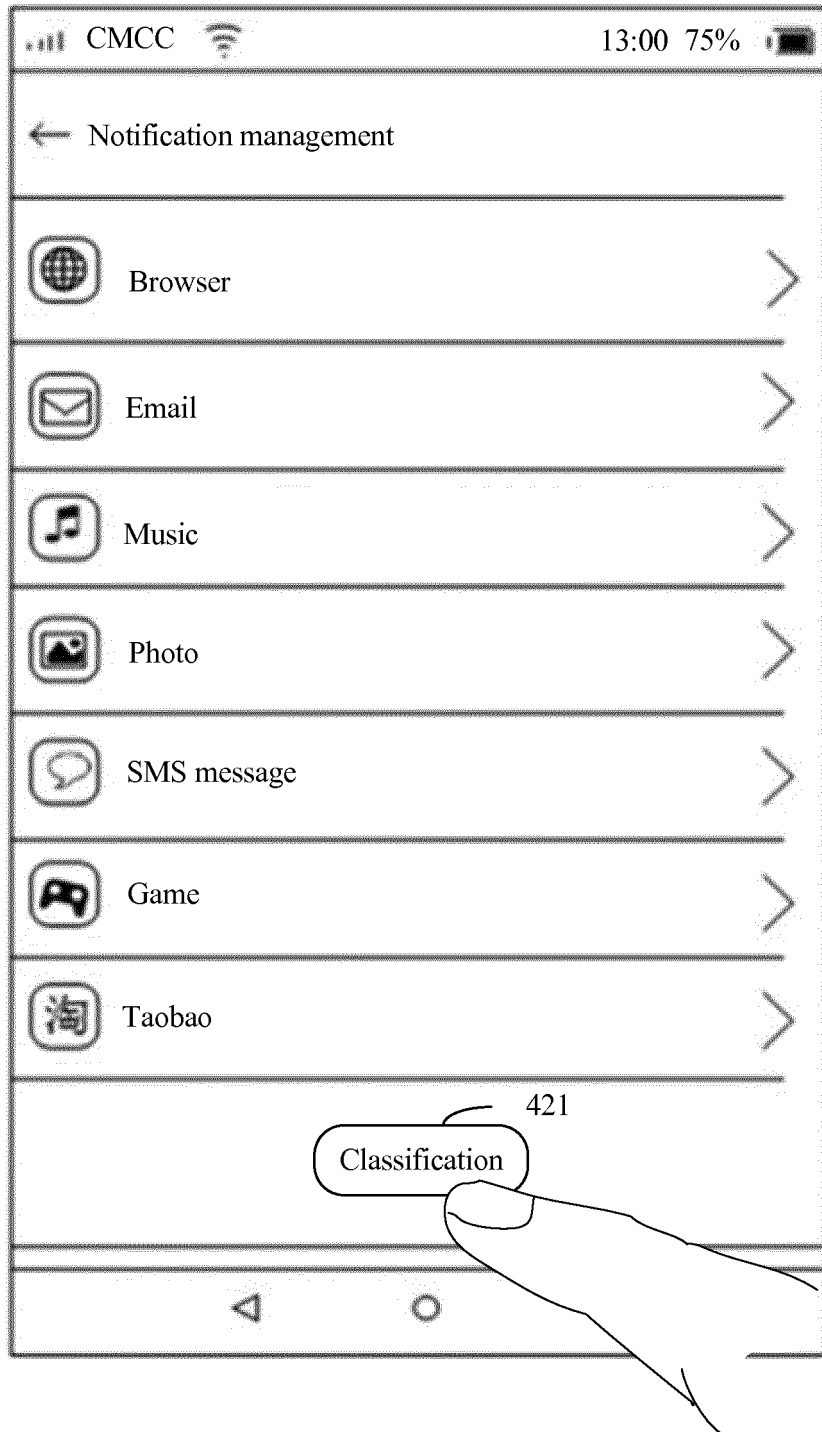 CMCC 13:00 75%
Notification management
Browser
Email
Music
Photo
SMS message
Game
淘 Taobao
421
Classification